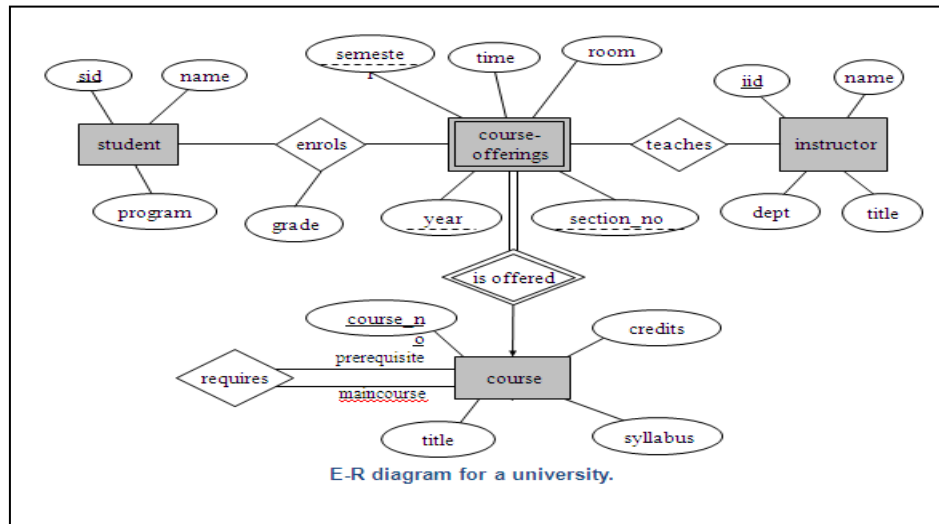 semeste
r
time
room
sid
name
iid
name
student
enrols
course-
offerings
teaches
instructor
program
grade
year
section_no
dept
title
is offered
course_n
o
credits
prerequisite
requires
course
maincourse
title
syllabus
E-R diagram for a university.